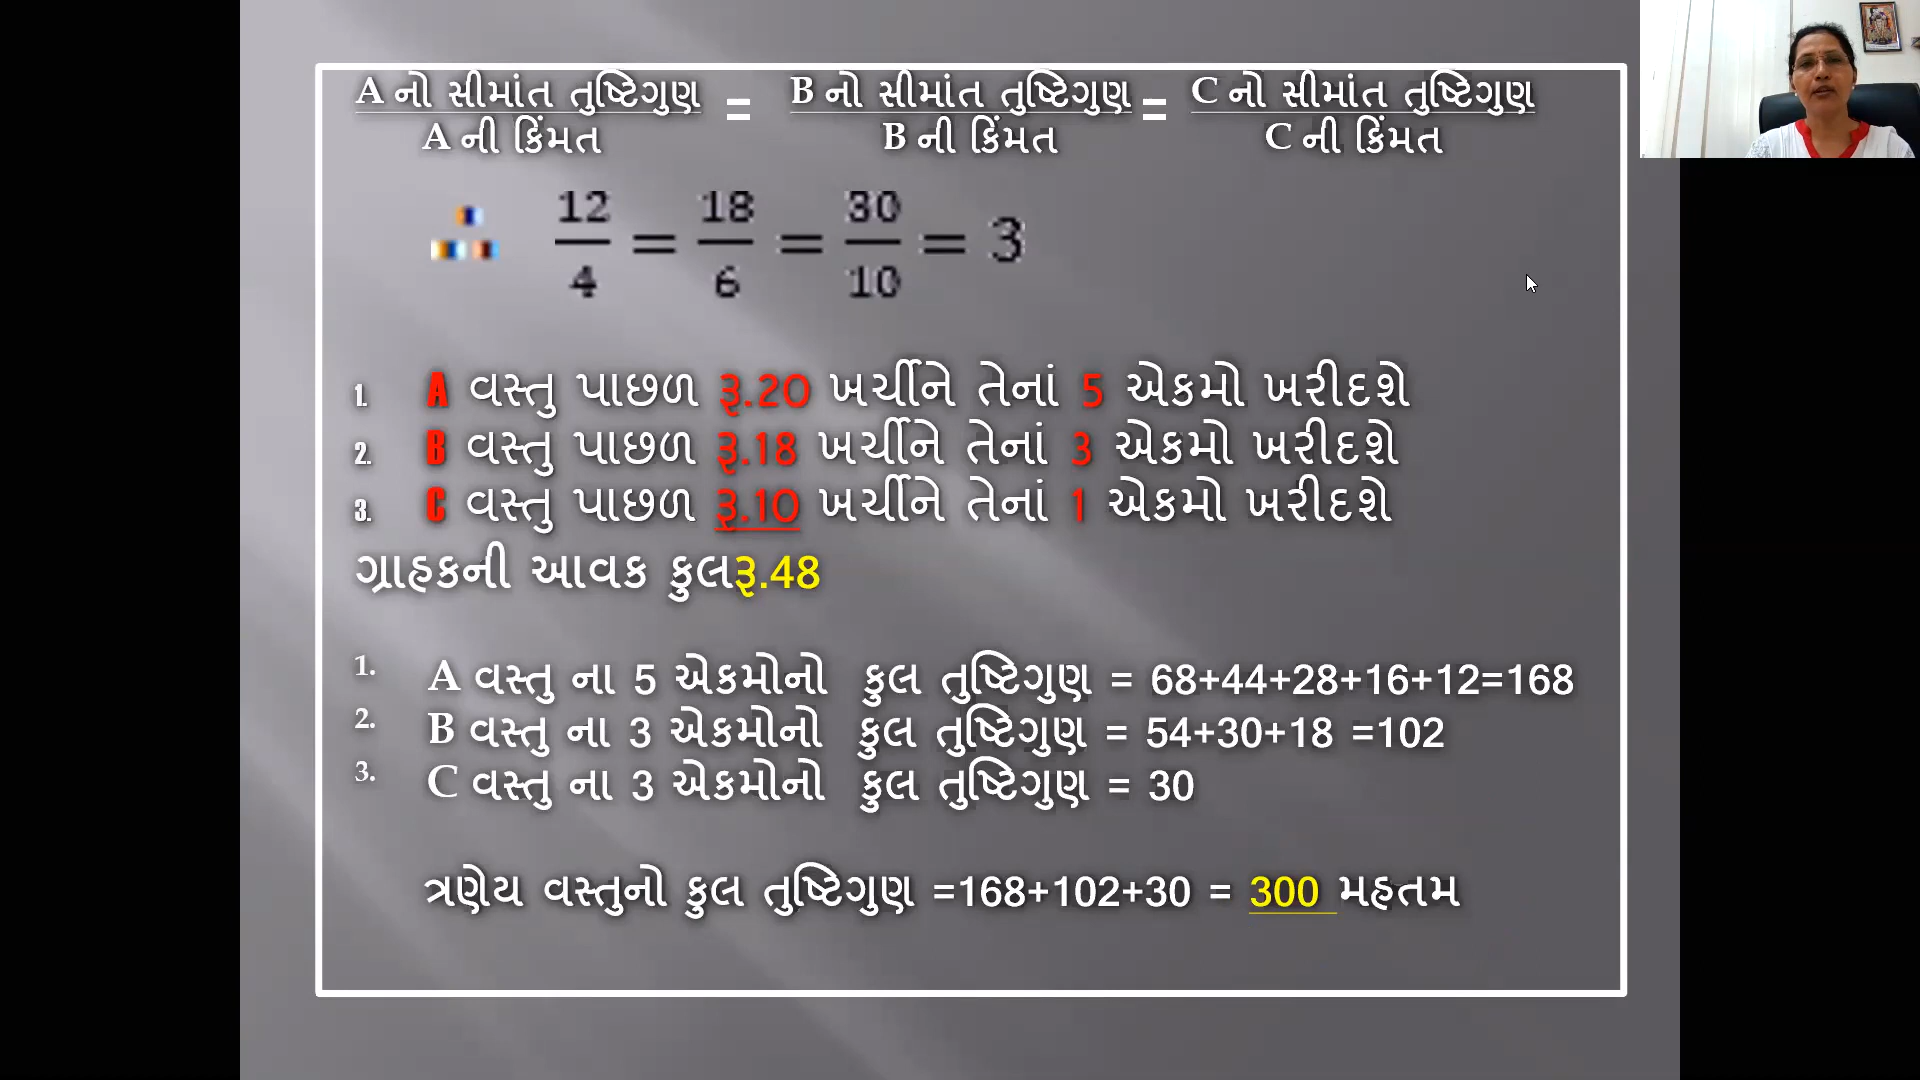 A નો સીમાંત તુષ્ટિગુણ = B નો સીમાંત તુષ્ટિગુણ = C નો સીમાંત તુષ્ટિગુણ
A ની કિંમત B ની કિંમત C ની કિંમત
∴ 12/4 = 18/6 = 30/10 = 3
1. A વસ્તુ પાછળ રૂ.20 ખર્ચીને તેનાં 5 એકમો ખરીદશે
2. B વસ્તુ પાછળ રૂ.18 ખર્ચીને તેનાં 3 એકમો ખરીદશે
3. C વસ્તુ પાછળ રૂ.10 ખર્ચીને તેનાં 1 એકમો ખરીદશે
ગ્રાહકની આવક કુલરૂ.48
1. A વસ્તુ ના 5 એકમોનો કુલ તુષ્ટિગુણ = 68+44+28+16+12=168
2. B વસ્તુ ના 3 એકમોનો કુલ તુષ્ટિગુણ = 54+30+18 =102
3. C વસ્તુ ના 3 એકમોનો કુલ તુષ્ટિગુણ = 30
ત્રણેય વસ્તુનો કુલ તુષ્ટિગુણ =168+102+30 = 300 મહતમ